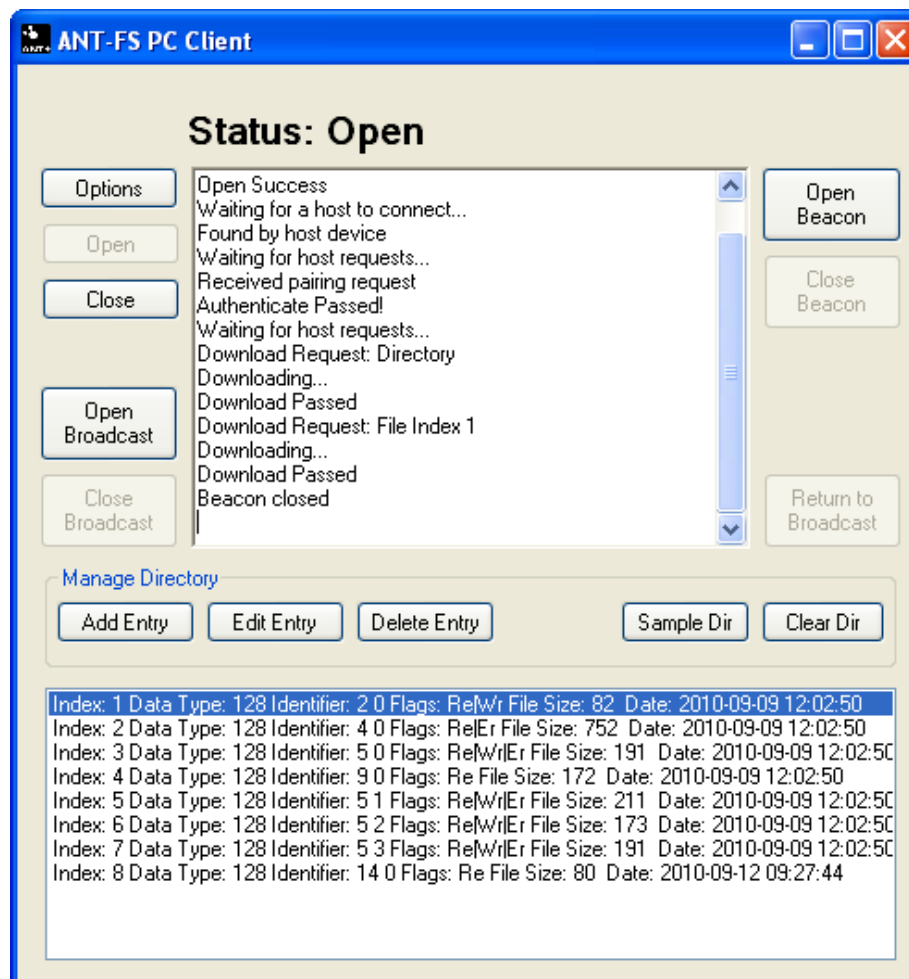 ANT+ ANT-FS PC Client
Status: Open
Options
Open
Close
Open
Broadcast
Close
Broadcast
Open Success
Waiting for a host to connect...
Found by host device
Waiting for host requests...
Received pairing request
Authenticate Passed!
Waiting for host requests...
Download Request: Directory
Downloading...
Download Passed
Download Request: File Index 1
Downloading...
Download Passed
Beacon closed
Open
Beacon
Close
Beacon
Return to
Broadcast
Manage Directory
Add Entry Edit Entry Delete Entry Sample Dir Clear Dir
Index: 1 Data Type: 128 Identifier: 2 0 Flags: Re|Wr File Size: 82 Date: 2010-09-09 12:02:50
Index: 2 Data Type: 128 Identifier: 4 0 Flags: Re|Er File Size: 752 Date: 2010-09-09 12:02:50
Index: 3 Data Type: 128 Identifier: 5 0 Flags: Re|Wr|Er File Size: 191 Date: 2010-09-09 12:02:50
Index: 4 Data Type: 128 Identifier: 9 0 Flags: Re File Size: 172 Date: 2010-09-09 12:02:50
Index: 5 Data Type: 128 Identifier: 5 1 Flags: Re|Wr|Er File Size: 211 Date: 2010-09-09 12:02:50
Index: 6 Data Type: 128 Identifier: 5 2 Flags: Re|Wr|Er File Size: 173 Date: 2010-09-09 12:02:50
Index: 7 Data Type: 128 Identifier: 5 3 Flags: Re|Wr|Er File Size: 191 Date: 2010-09-09 12:02:50
Index: 8 Data Type: 128 Identifier: 14 0 Flags: Re File Size: 80 Date: 2010-09-12 09:27:44